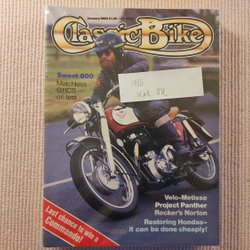 Classic Bike
Sweet 600
Matchless
G11CS
on test
Velo-Metisse
Project Panther
Rocker's Norton
Restoring Hondas–
it can be done cheaply!
Last chance to win a
Commando!